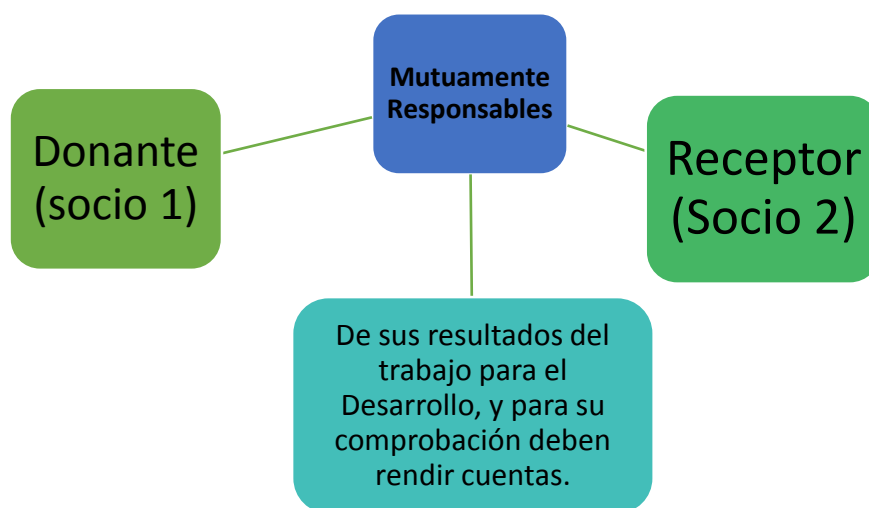 Mutuamente
Responsables
Donante
(socio 1)
Receptor
(Socio 2)
De sus resultados del
trabajo para el
Desarrollo, y para su
comprobación deben
rendir cuentas.